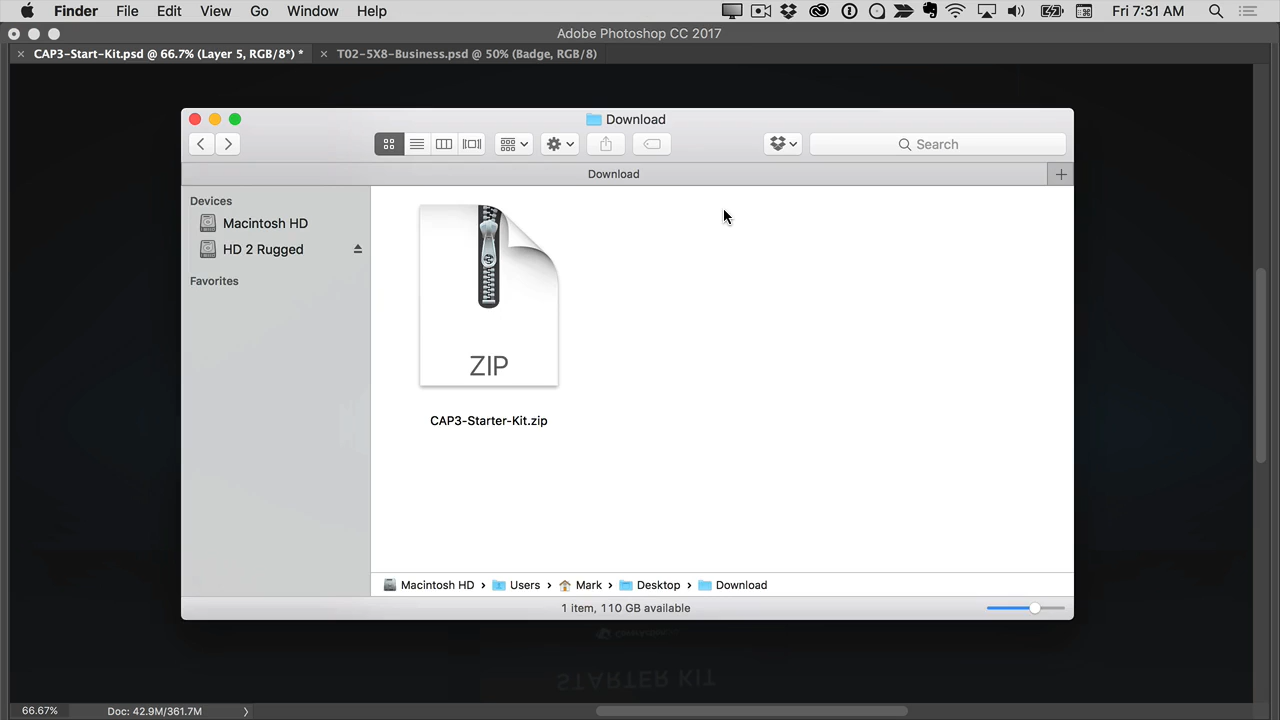 Finder File Edit View Go Window Help Fri 7:31 AM
Adobe Photoshop CC 2017
CAP3-Start-Kit.psd @ 66.7% (Layer 5, RGB/8*) * T02-5X8-Business.psd @ 50% (Badge, RGB/8)
Download
Search
Download
Devices
Macintosh HD
HD 2 Rugged
Favorites
ZIP
CAP3-Starter-Kit.zip
Macintosh HD Users Mark Desktop Download
1 item, 110 GB available
STARTER KIT
66.67% Doc: 42.9M/361.7M